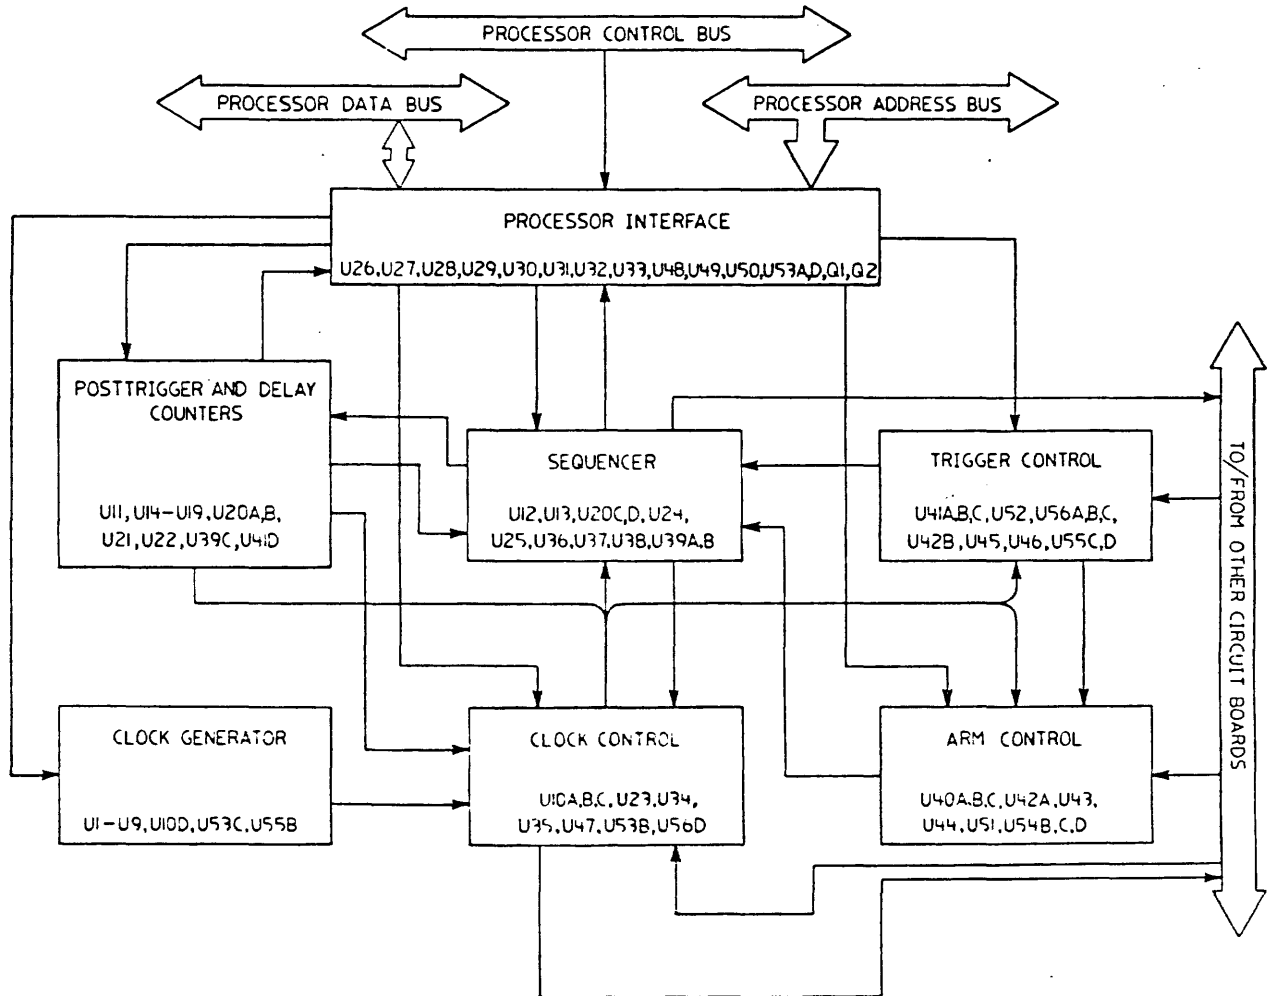 PROCESSOR CONTROL BUS
PROCESSOR DATA BUS
PROCESSOR ADDRESS BUS
PROCESSOR INTERFACE
U26,U27,U28,U29,U30,U31,U32,U33,U48,U49,U50,U53A,D,Q1,Q2
POSTTRIGGER AND DELAY
COUNTERS
U11, U14-U19,U20A,B,
U21, U22, U39C, U41D
SEQUENCER
U12, U13,U20C,D,U24,
U25,U36,U37,U38,U39A,B
TRIGGER CONTROL
U41A,B,C, U52, U56A,B,C,
U42B, U45, U46, U55C,D
CLOCK GENERATOR
U1-U9,U10D,U53C,U55B
CLOCK CONTROL
U10A,B,C, U23,U34,
U35,U47,U53B,U56D
ARM CONTROL
U40A,B,C, U42A, U43,
U44, U51, U54B,C,D
TO/FROM OTHER CIRCUIT BOARDS